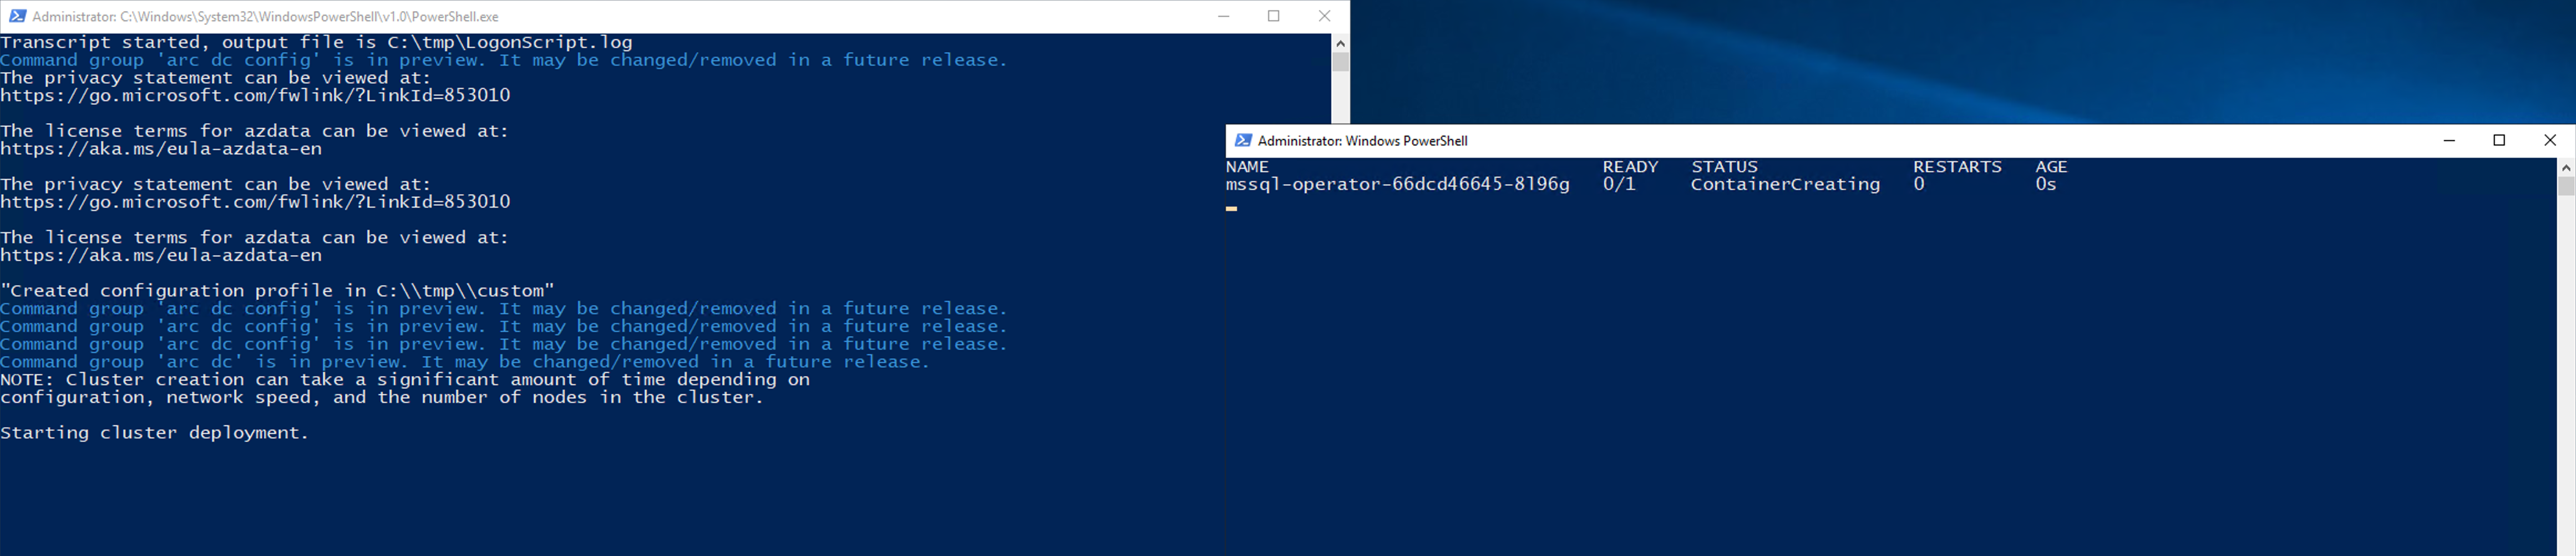 Administrator: C:\Windows\System32\WindowsPowerShell\v1.0\PowerShell.exe
Transcript started, output file is C:\tmp\LogonScript.log
Command group 'arc dc config' is in preview. It may be changed/removed in a future release.
The privacy statement can be viewed at:
https://go.microsoft.com/fwlink/?LinkId=853010
The license terms for azdata can be viewed at:
https://aka.ms/eula-azdata-en
The privacy statement can be viewed at:
https://go.microsoft.com/fwlink/?LinkId=853010
The license terms for azdata can be viewed at:
https://aka.ms/eula-azdata-en
"Created configuration profile in C:\\tmp\\custom"
Command group 'arc dc config' is in preview. It may be changed/removed in a future release.
Command group 'arc dc config' is in preview. It may be changed/removed in a future release.
Command group 'arc dc config' is in preview. It may be changed/removed in a future release.
Command group 'arc dc' is in preview. It may be changed/removed in a future release.
NOTE: Cluster creation can take a significant amount of time depending on
configuration, network speed, and the number of nodes in the cluster.
Starting cluster deployment.
Administrator: Windows PowerShell
NAME READY STATUS RESTARTS AGE
mssql-operator-66dcd46645-8l96g 0/1 ContainerCreating 0 0s